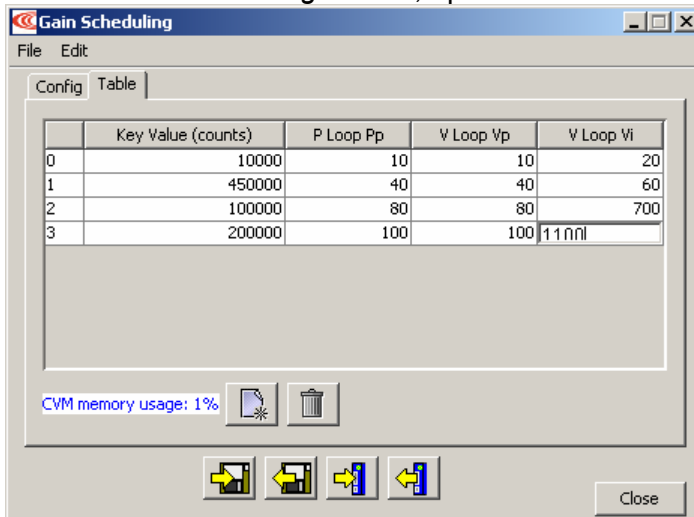 Gain Scheduling
File Edit
Config Table
Key Value (counts) P Loop Pp V Loop Vp V Loop Vi
0 10000 10 10 20
1 450000 40 40 60
2 100000 80 80 700
3 200000 100 100 1100
CVM memory usage: 1%
Close